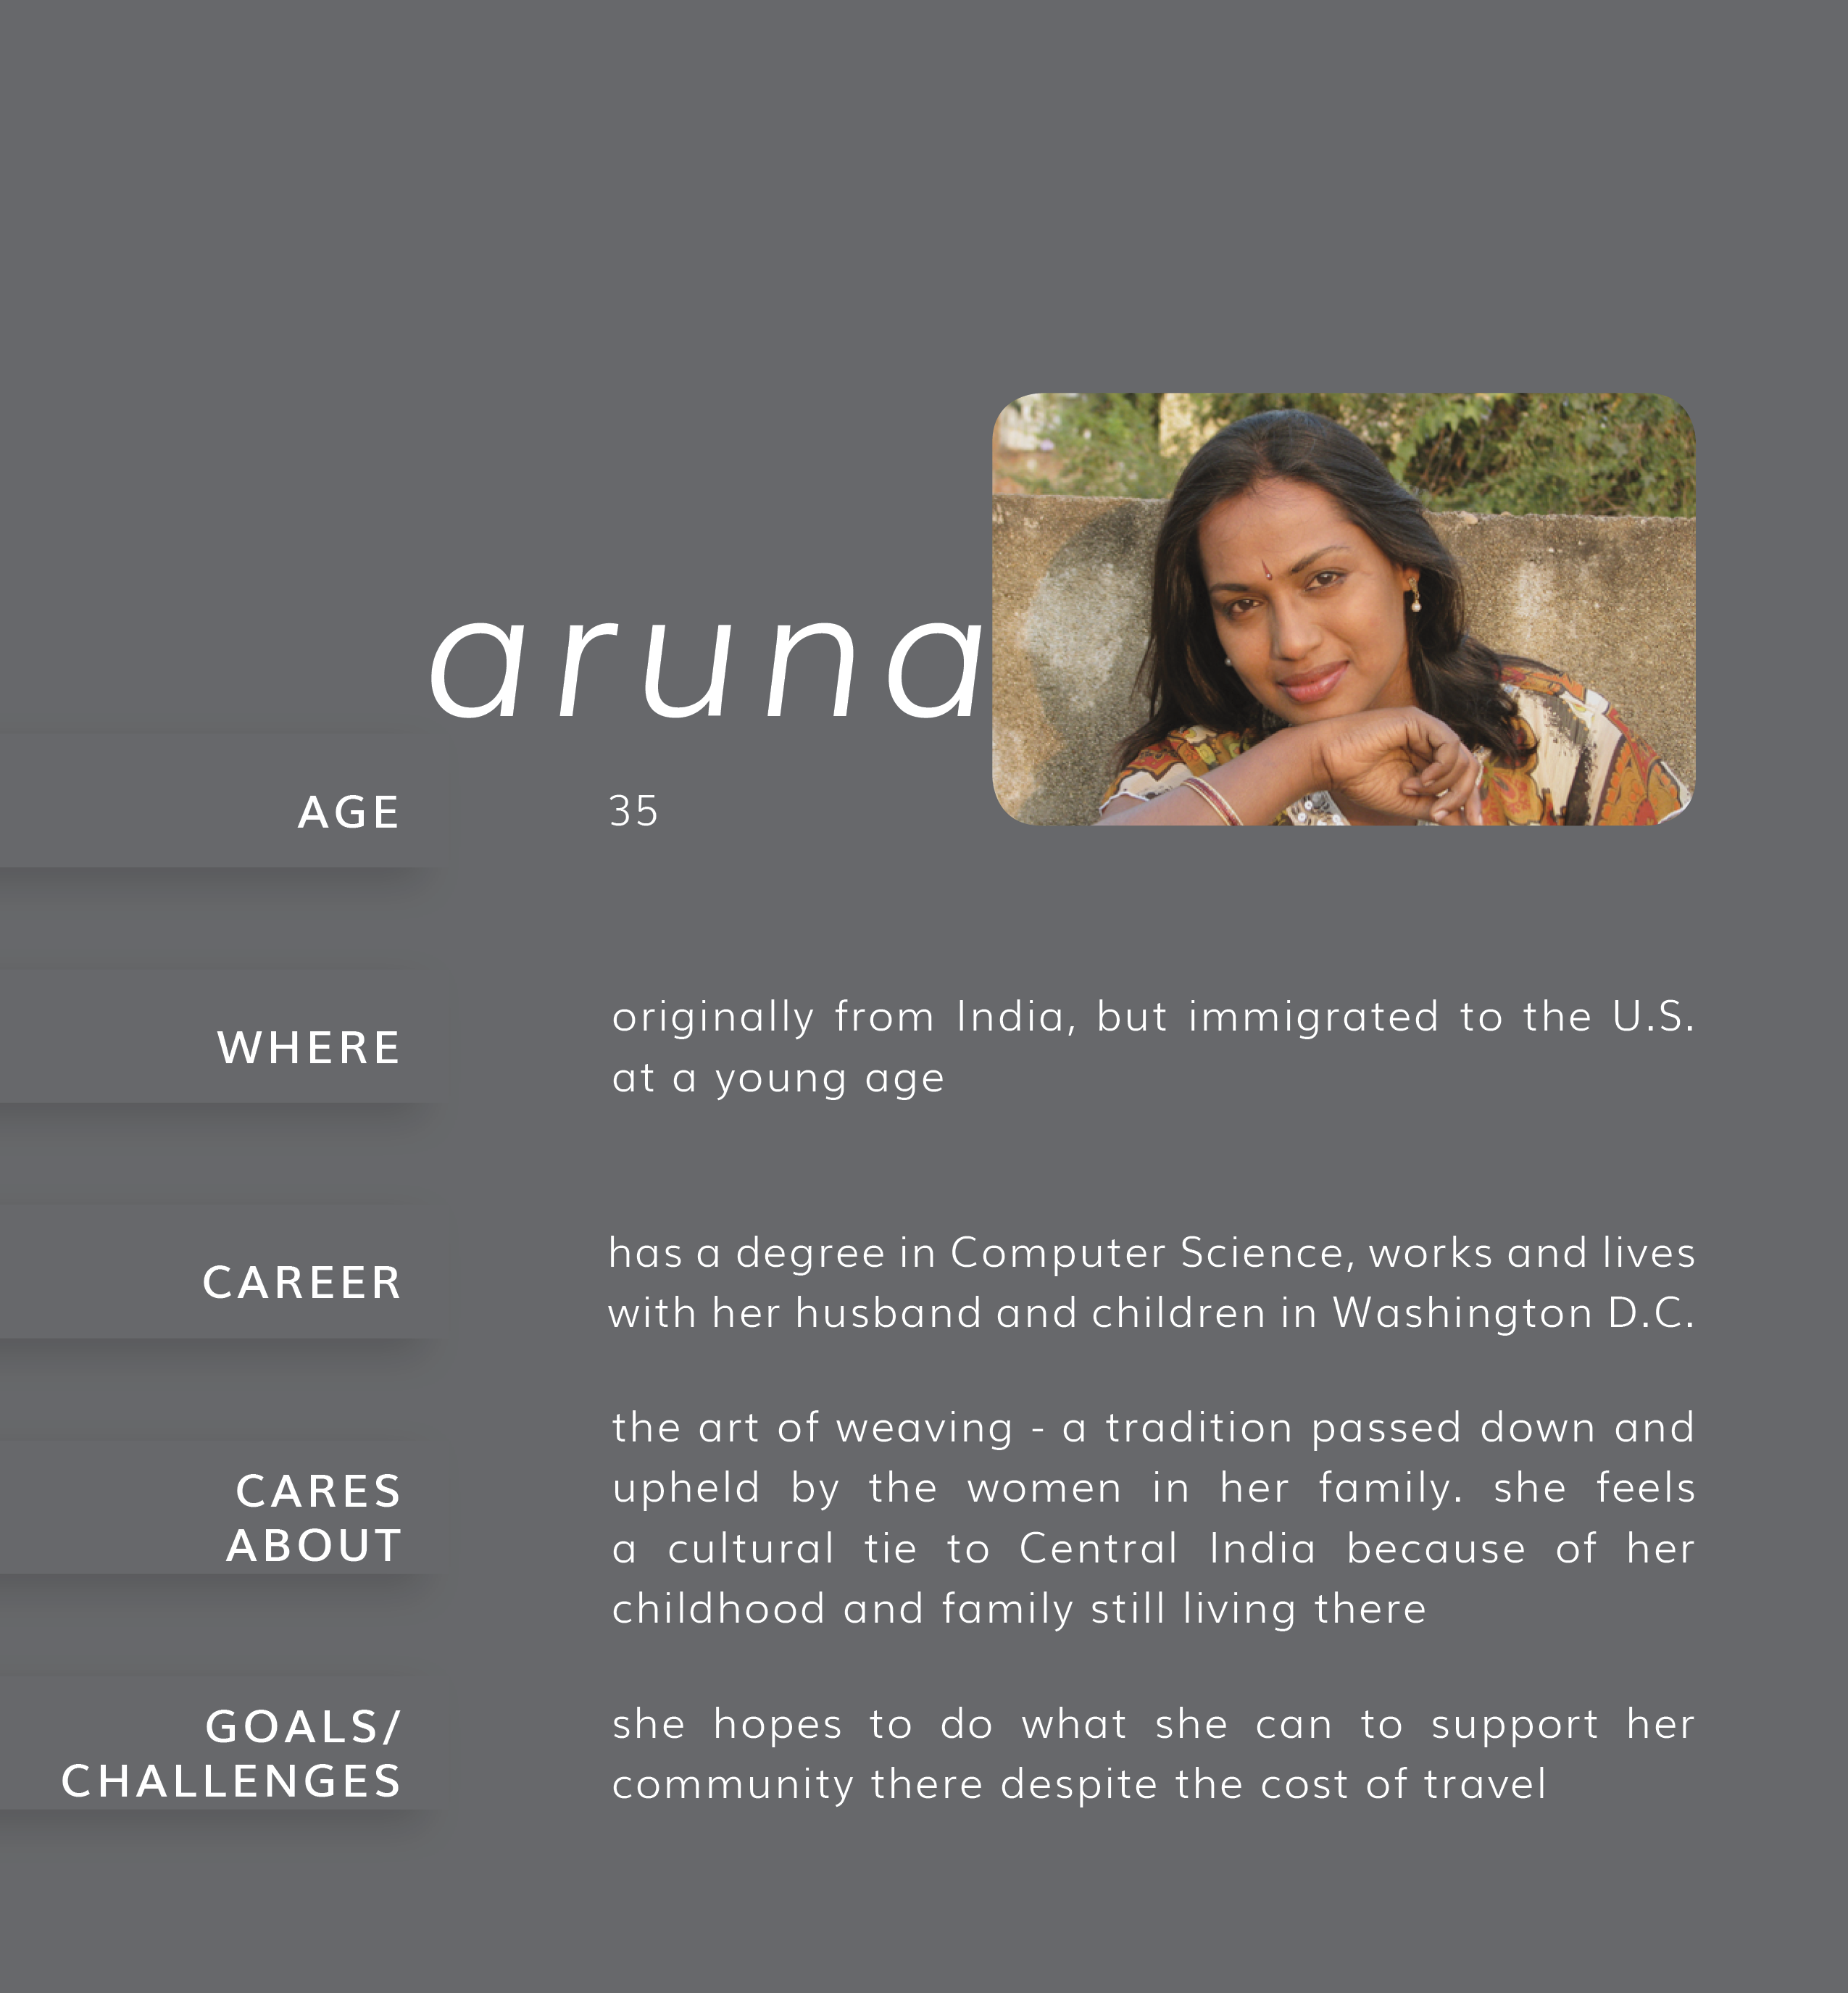 aruna
AGE
35
WHERE
originally from India, but immigrated to the U.S.
at a young age
CAREER
has a degree in Computer Science, works and lives
with her husband and children in Washington D.C.
CARES
ABOUT
the art of weaving - a tradition passed down and
upheld by the women in her family. she feels
a cultural tie to Central India because of her
childhood and family still living there
GOALS/
CHALLENGES
she hopes to do what she can to support her
community there despite the cost of travel